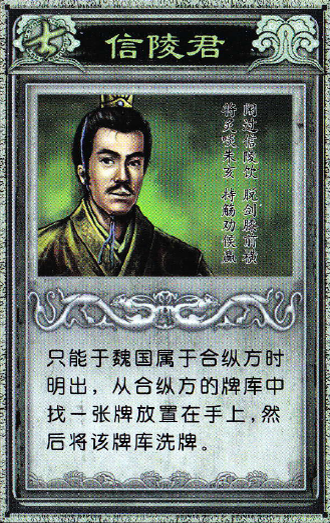 信陵君
闲过信陵饮 脱剑膝前横
将炙啖朱亥 持觞劝侯嬴
只能于魏国属于合纵方时
明出，从合纵方的牌库中
找一张牌放置在手上，然
后将该牌库洗牌。